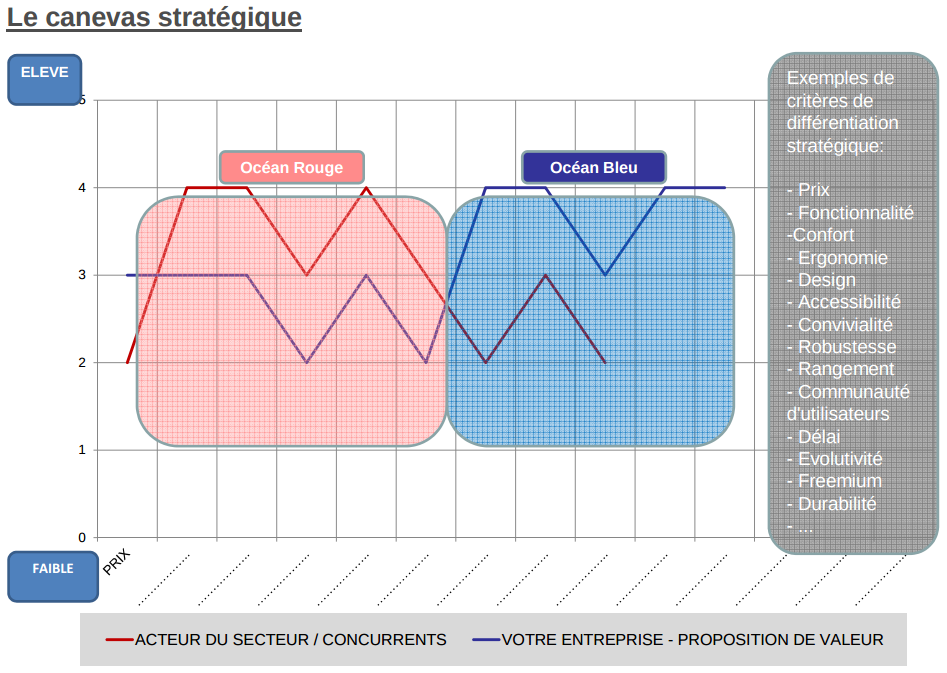 Le canevas stratégique
ELEVE
5
Océan Rouge
Océan Bleu
4
3
2
1
0
PRIX
FAIBLE
Exemples de
critères de
différentiation
stratégique:
- Prix
- Fonctionnalité
-Confort
- Ergonomie
- Design
- Accessibilité
- Convivialité
- Robustesse
- Rangement
- Communauté
d'utilisateurs
- Délai
- Evolutivité
- Freemium
- Durabilité
- ...
ACTEUR DU SECTEUR / CONCURRENTS
VOTRE ENTREPRISE - PROPOSITION DE VALEUR